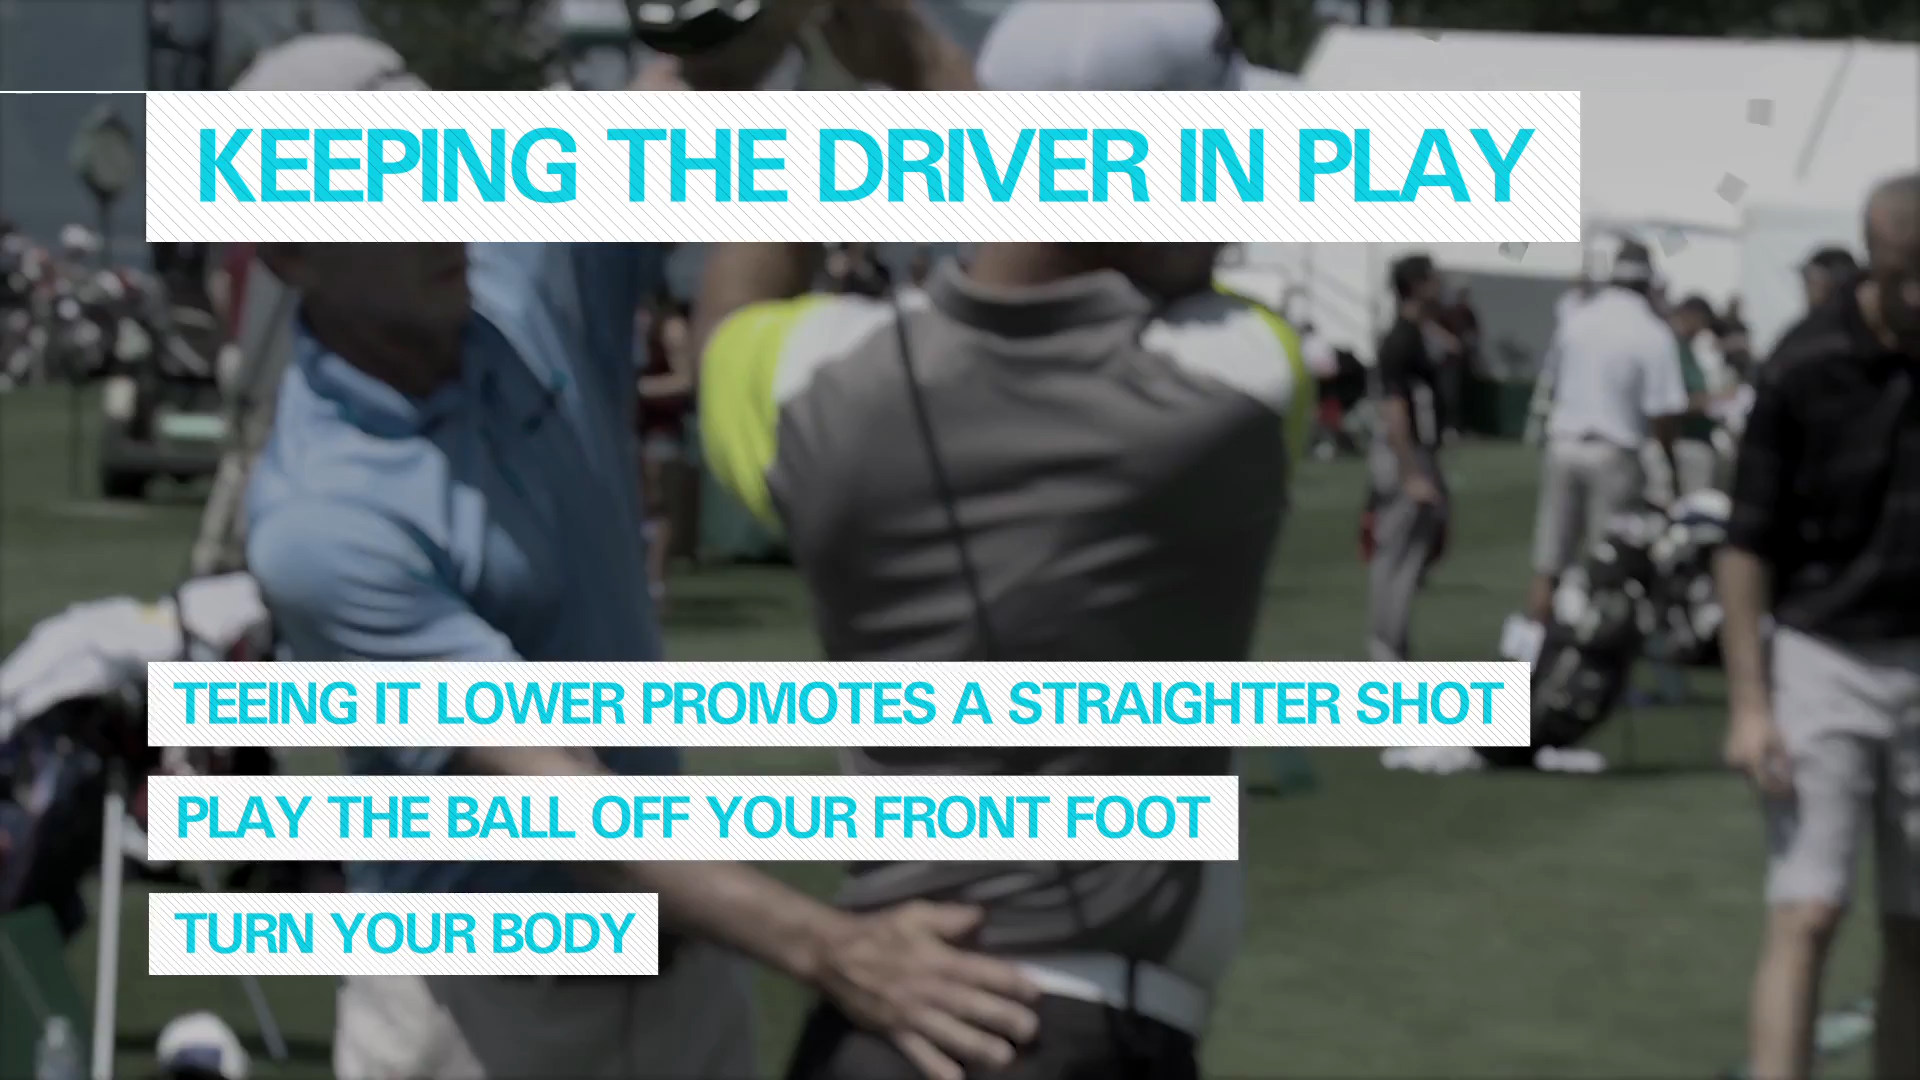 KEEPING THE DRIVER IN PLAY
TEEING IT LOWER PROMOTES A STRAIGHTER SHOT
PLAY THE BALL OFF YOUR FRONT FOOT
TURN YOUR BODY